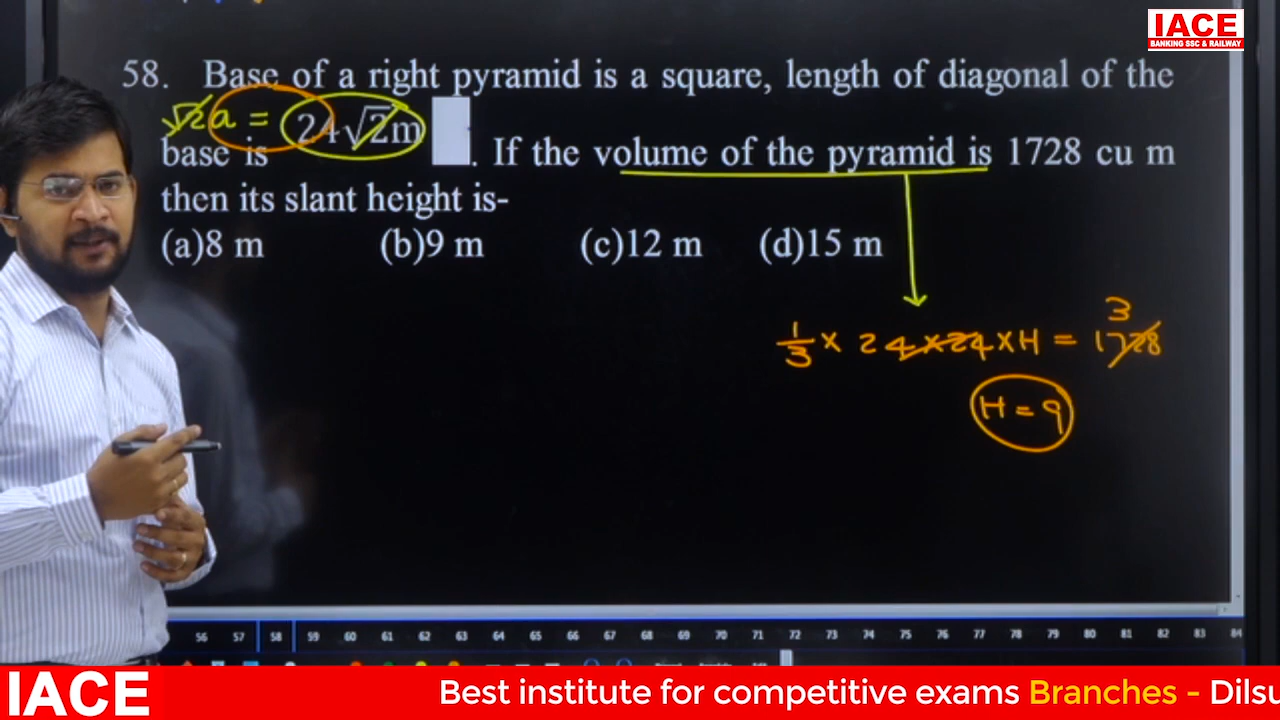 IACE
BANKING SSC & RAILWAY
58. Base of a right pyramid is a square, length of diagonal of the
√2a = 24√2m
base is . If the volume of the pyramid is 1728 cu m
then its slant height is-
(a)8 m (b)9 m (c)12 m (d)15 m
3
1/3 × 24×24×H = 1728
H = 9
56 57 58 59 60 61 62 63 64 65 66 67 68 69 70 71 72 73 74 75 76 77 78 79 80 81 82 83 84
IACE Best institute for competitive exams Branches - Dilsu